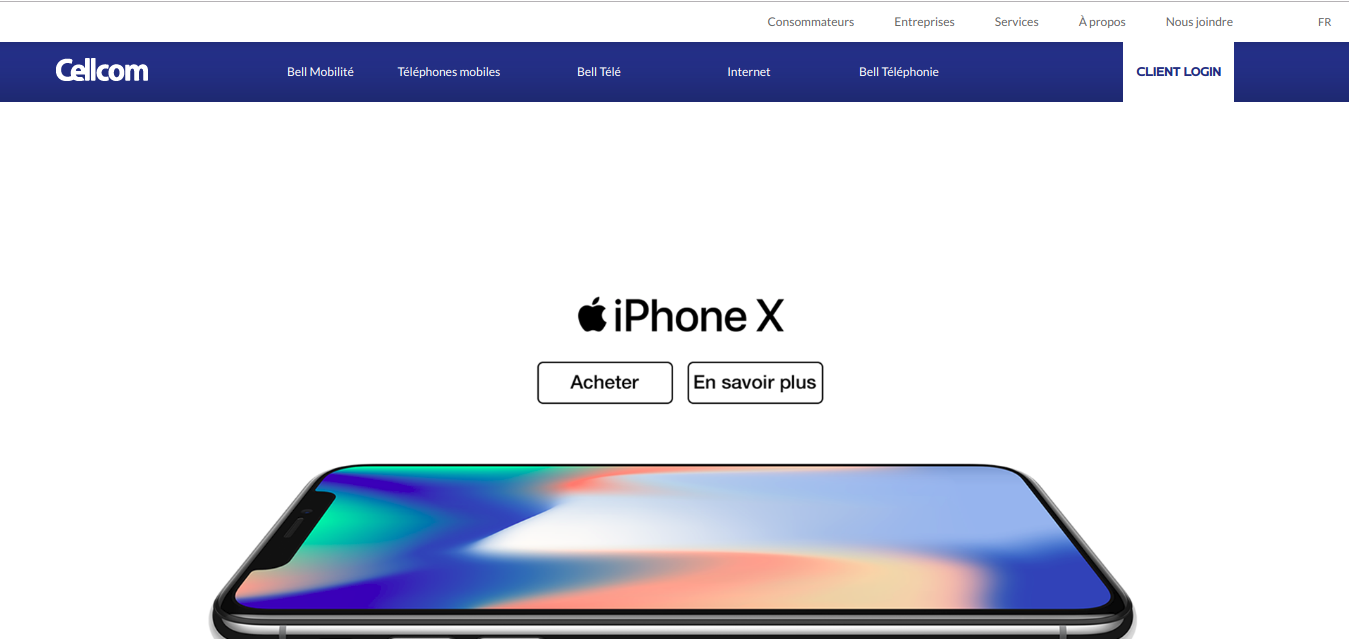 Consommateurs Entreprises Services À propos Nous joindre FR
Cellcom Bell Mobilité Téléphones mobiles Bell Télé Internet Bell Téléphonie CLIENT LOGIN
iPhone X
Acheter En savoir plus